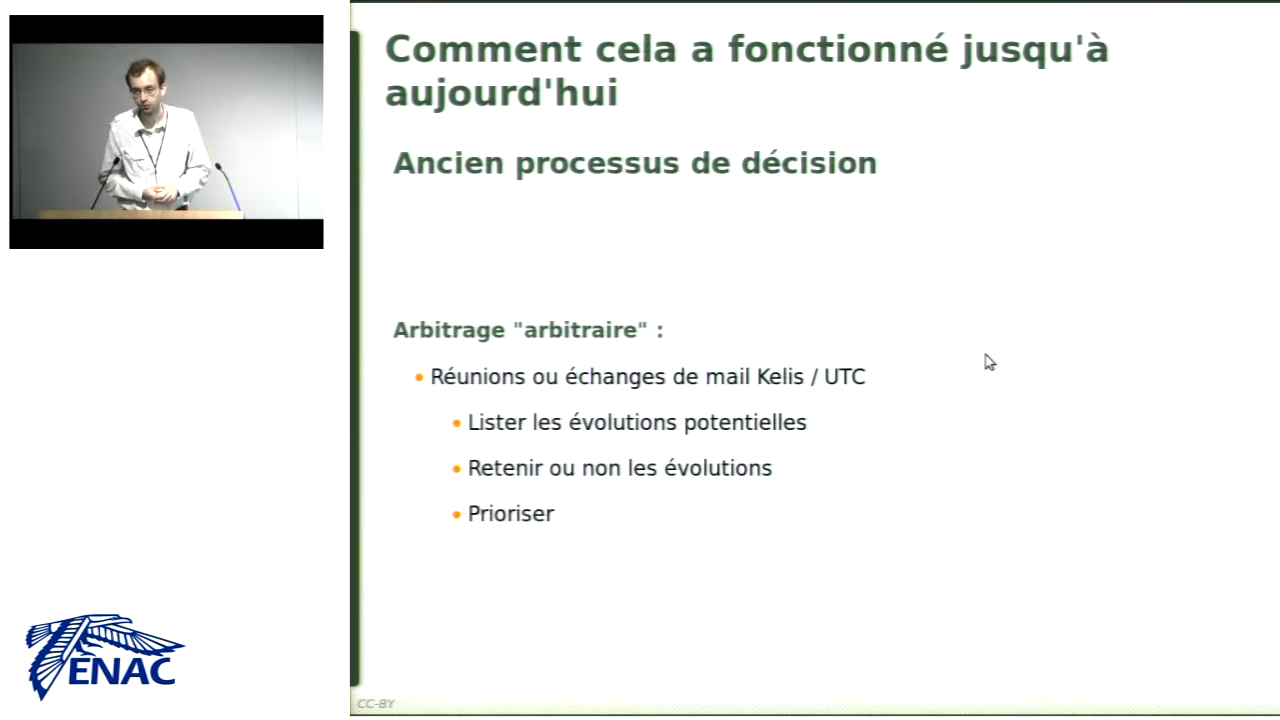 Comment cela a fonctionné jusqu'à
aujourd'hui
Ancien processus de décision
Arbitrage "arbitraire" :
Réunions ou échanges de mail Kelis / UTC
Lister les évolutions potentielles
Retenir ou non les évolutions
Prioriser
ENAC
CC-BY